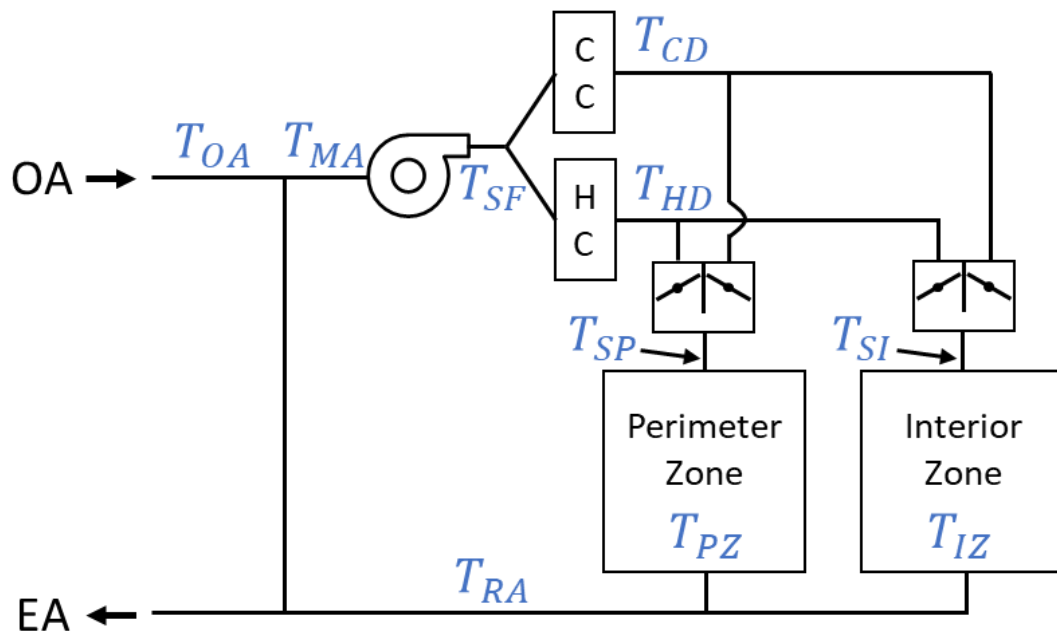 C
C
T_CD
T_OA
T_MA
OA
T_SF
H
C
T_HD
T_SP
T_SI
Perimeter
Zone
T_PZ
Interior
Zone
T_IZ
T_RA
EA